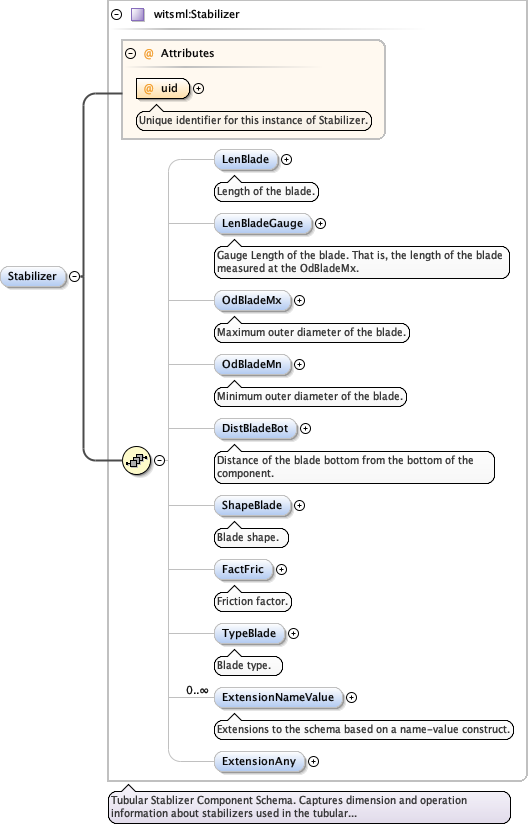 witsml:Stabilizer
@ Attributes
@ uid
Unique identifier for this instance of Stabilizer.
LenBlade
Length of the blade.
LenBladeGauge
Gauge Length of the blade. That is, the length of the blade
measured at the OdBladeMx.
Stabilizer
OdBladeMx
Maximum outer diameter of the blade.
OdBladeMn
Minimum outer diameter of the blade.
DistBladeBot
Distance of the blade bottom from the bottom of the
component.
ShapeBlade
Blade shape.
FactFric
Friction factor.
TypeBlade
Blade type.
0..∞
ExtensionNameValue
Extensions to the schema based on a name-value construct.
ExtensionAny
Tubular Stablizer Component Schema. Captures dimension and operation
information about stabilizers used in the tubular...